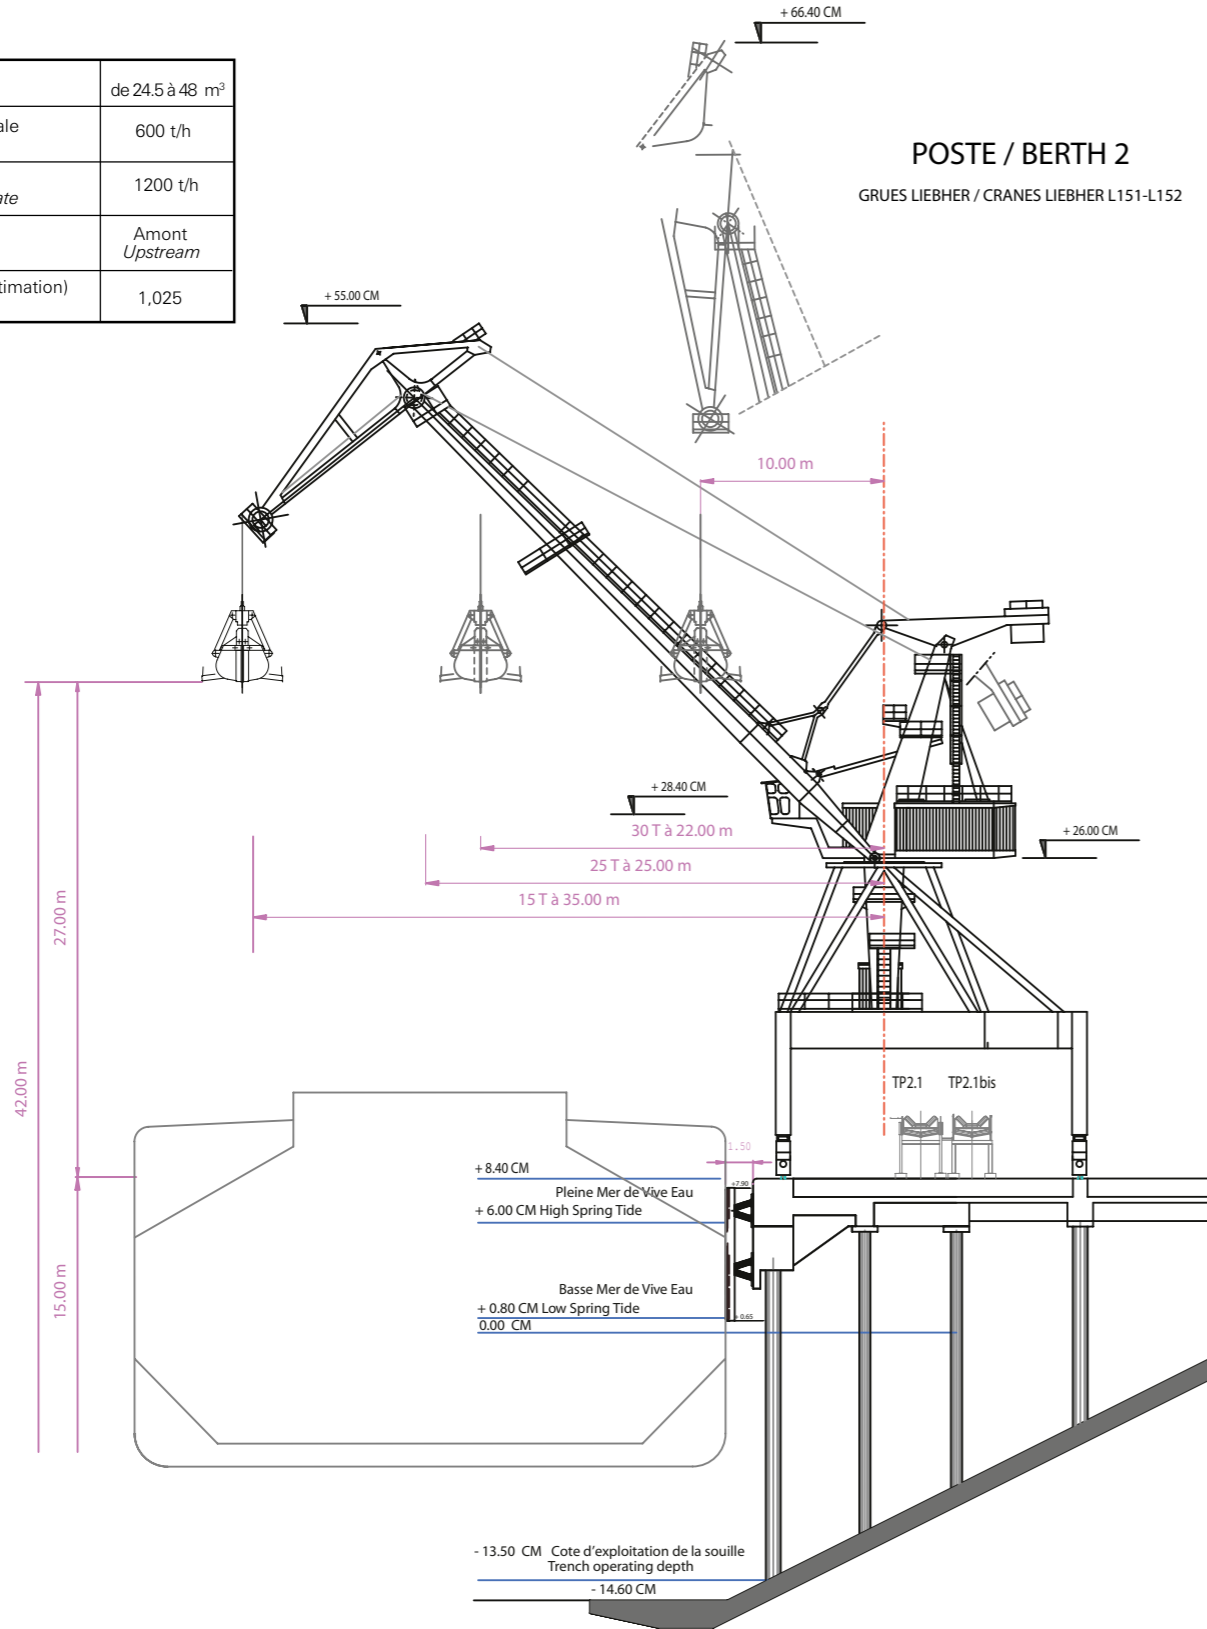 + 66.40 CM
de 24.5 à 48 m³
ale
600 t/h
1200 t/h
ate
Amont
Upstream
timation)
1,025
POSTE / BERTH 2
GRUES LIEBHER / CRANES LIEBHER L151-L152
+ 55.00 CM
10.00 m
+ 28.40 CM
30 T à 22.00 m
+ 26.00 CM
25 T à 25.00 m
15 T à 35.00 m
27.00 m
42.00 m
15.00 m
TP2.1 TP2.1bis
1.50
+ 8.40 CM
+7.90
Pleine Mer de Vive Eau
+ 6.00 CM High Spring Tide
Basse Mer de Vive Eau
+ 0.80 CM Low Spring Tide
+ 0.65
0.00 CM
- 13.50 CM Cote d'exploitation de la souille
Trench operating depth
- 14.60 CM